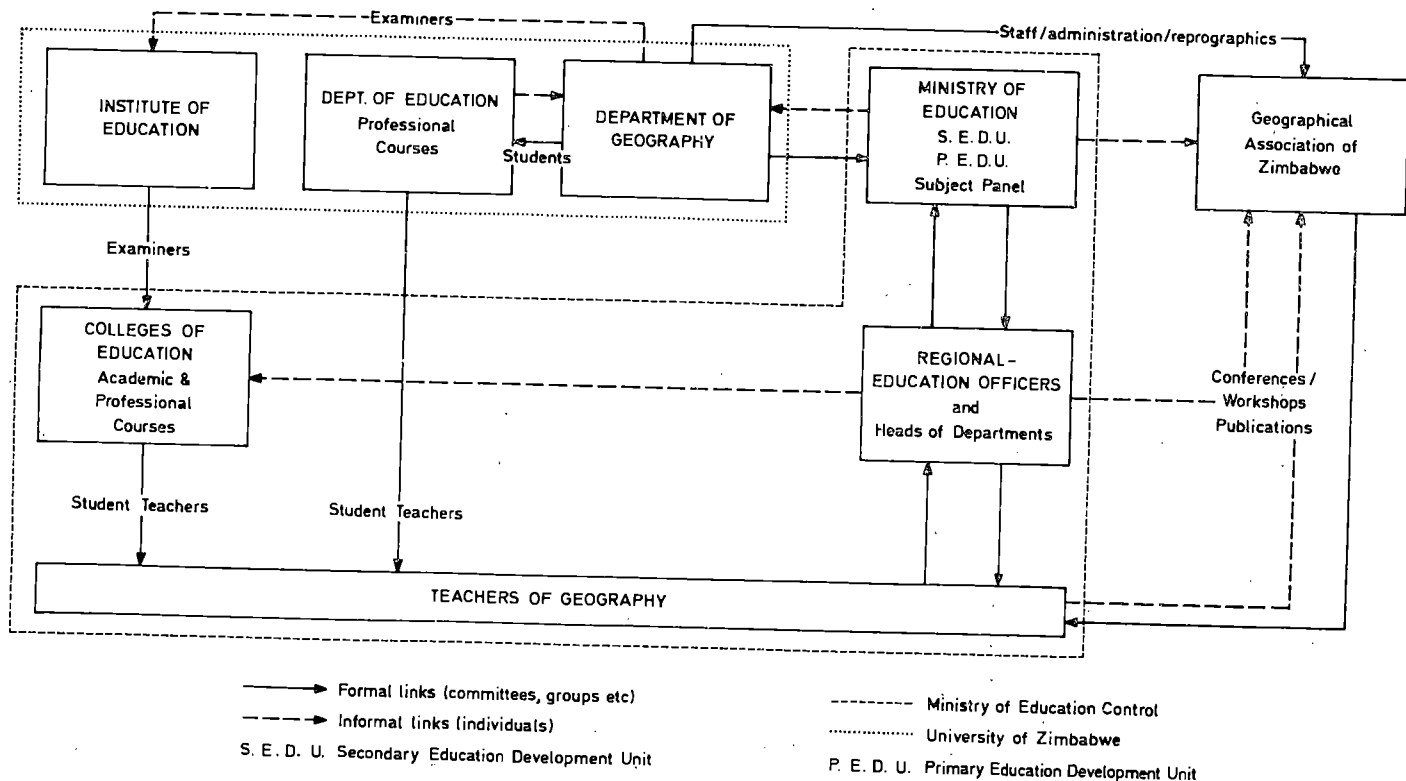 Examiners
Staff/administration/reprographics
INSTITUTE OF
EDUCATION
DEPT. OF EDUCATION
Professional
Courses
Students
DEPARTMENT OF
GEOGRAPHY
MINISTRY OF
EDUCATION
S. E. D. U.
P. E. D. U.
Subject Panel
Geographical
Association of
Zimbabwe
Examiners
COLLEGES OF
EDUCATION
Academic &
Professional
Courses
REGIONAL-
EDUCATION OFFICERS
and
Heads of Departments
Conferences/
Workshops
Publications
Student Teachers
Student Teachers
TEACHERS OF GEOGRAPHY
Formal links (committees, groups etc)
Informal links (individuals)
S. E. D. U. Secondary Education Development Unit
Ministry of Education Control
University of Zimbabwe
P. E. D. U. Primary Education Development Unit